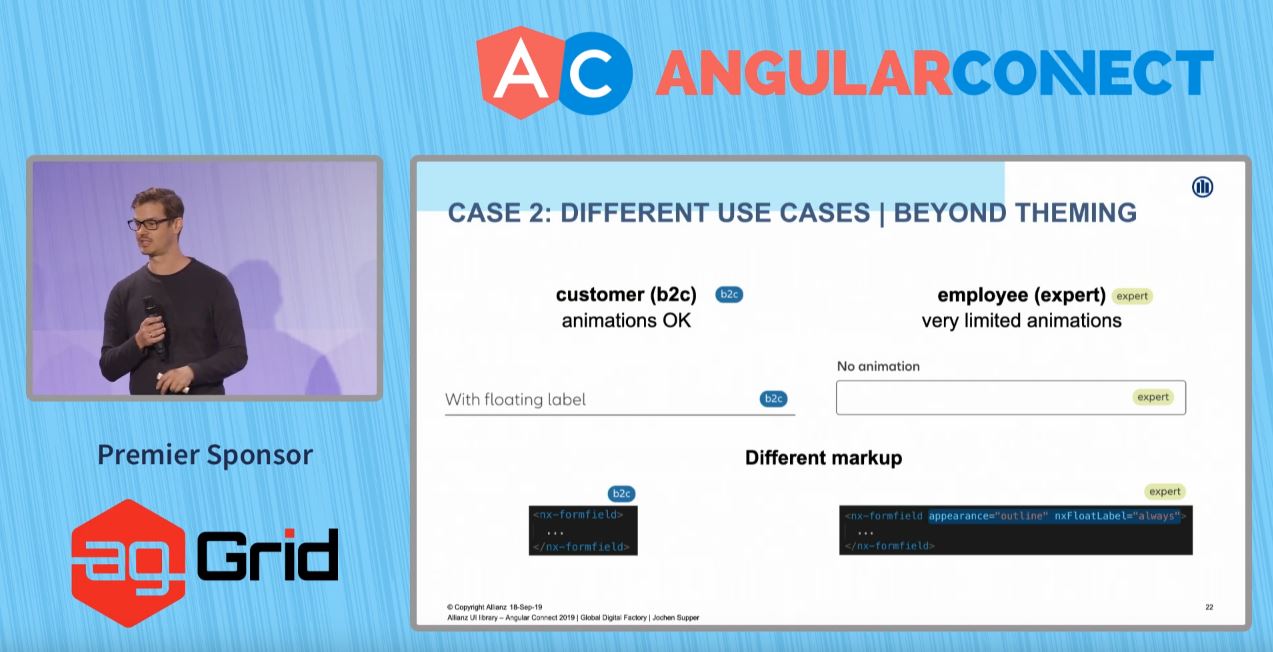 AC ANGULARCONNECT
CASE 2: DIFFERENT USE CASES | BEYOND THEMING
customer (b2c) b2c
animations OK
employee (expert) expert
very limited animations
With floating label b2c
No animation
expert
Different markup
b2c
<nx-formfield>
...
</nx-formfield>
expert
<nx-formfield appearance="outline" nxFloatLabel="always">
...
</nx-formfield>
© Copyright Allianz 18-Sep-19
Allianz UI library – Angular Connect 2019 | Global Digital Factory | Jochen Supper
22
Premier Sponsor
ag Grid